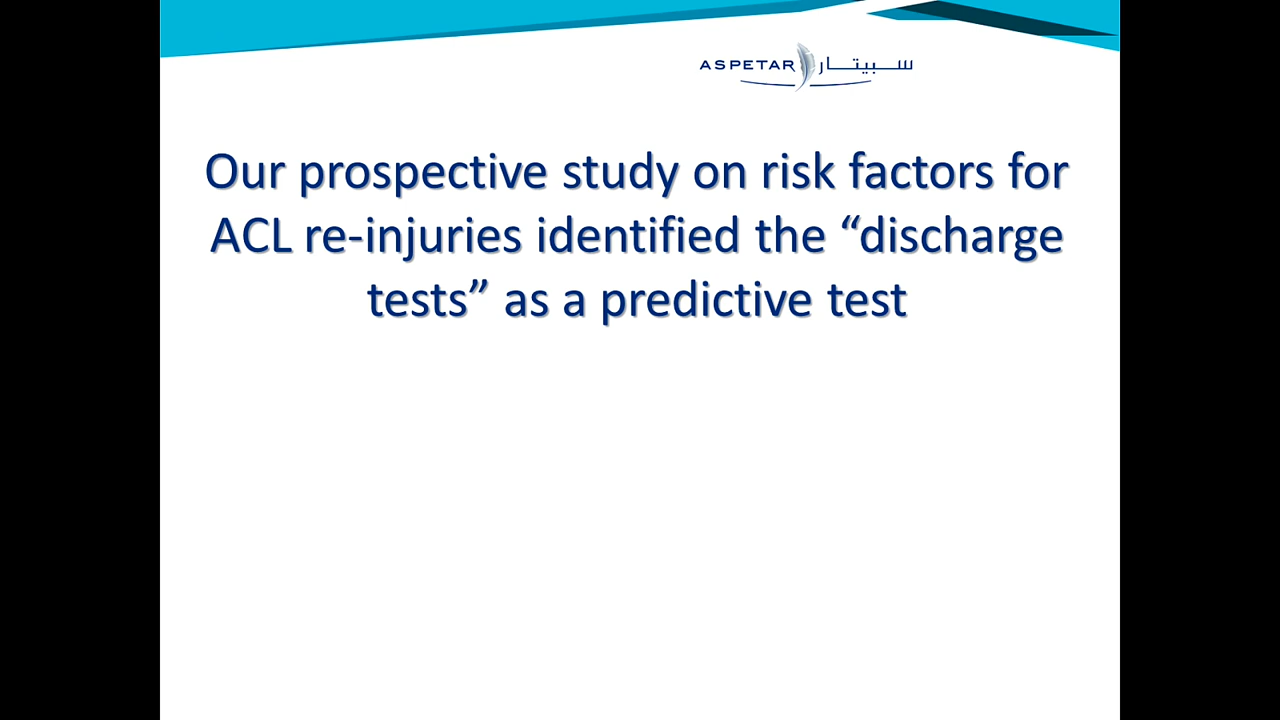 ASPETAR سبيتار
Our prospective study on risk factors for
ACL re-injuries identified the “discharge
tests” as a predictive test